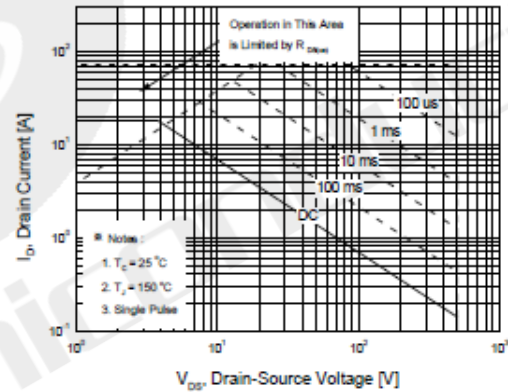 Operation in This Area
is Limited by R DS(on)
100 us
1 ms
10 ms
100 ms
DC
※ Notes :
1. T_C = 25 °C
2. T_J = 150 °C
3. Single Pulse
10²
10¹
10⁰
10⁻¹
10⁰
10¹
10²
10³
I_D, Drain Current [A]
V_DS, Drain-Source Voltage [V]